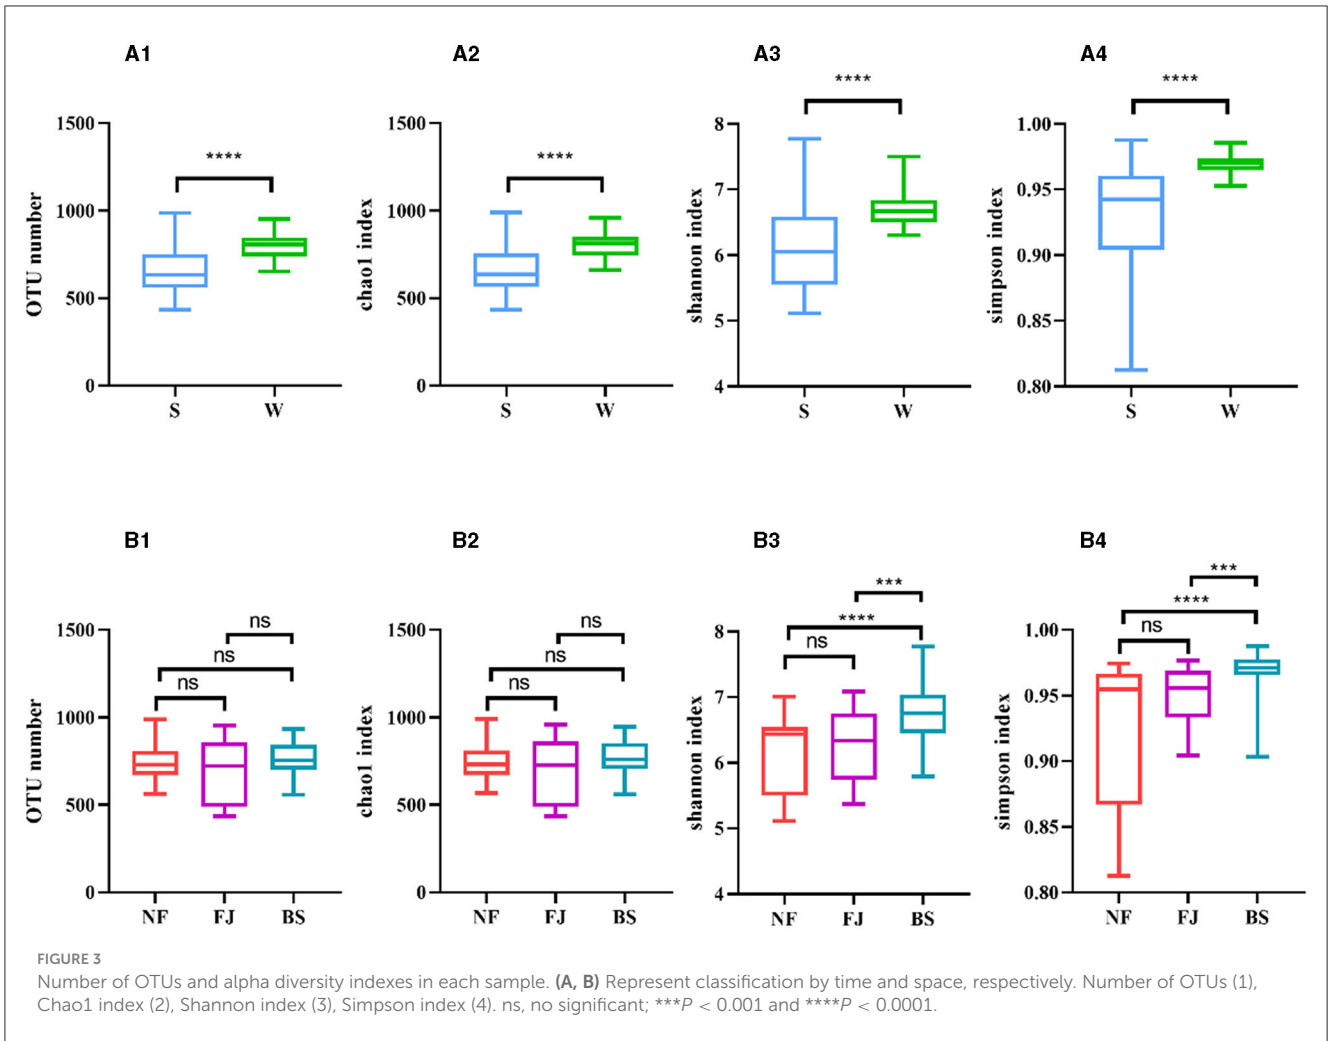 A1
A2
A3
A4
****
****
****
****
OTU number
1500
1000
500
0
S
W
chao1 index
1500
1000
500
0
S
W
shannon index
8
7
6
5
4
S
W
simpson index
1.00
0.95
0.90
0.85
0.80
S
W
B1
B2
B3
B4
OTU number
1500
1000
500
0
ns
ns
ns
NF
FJ
BS
chao1 index
1500
1000
500
0
ns
ns
ns
NF
FJ
BS
shannon index
8
7
6
5
4
***
****
ns
NF
FJ
BS
simpson index
1.00
0.95
0.90
0.85
0.80
***
****
ns
NF
FJ
BS
FIGURE 3
Number of OTUs and alpha diversity indexes in each sample. (A, B) Represent classification by time and space, respectively. Number of OTUs (1),
Chao1 index (2), Shannon index (3), Simpson index (4). ns, no significant; ***P < 0.001 and ****P < 0.0001.